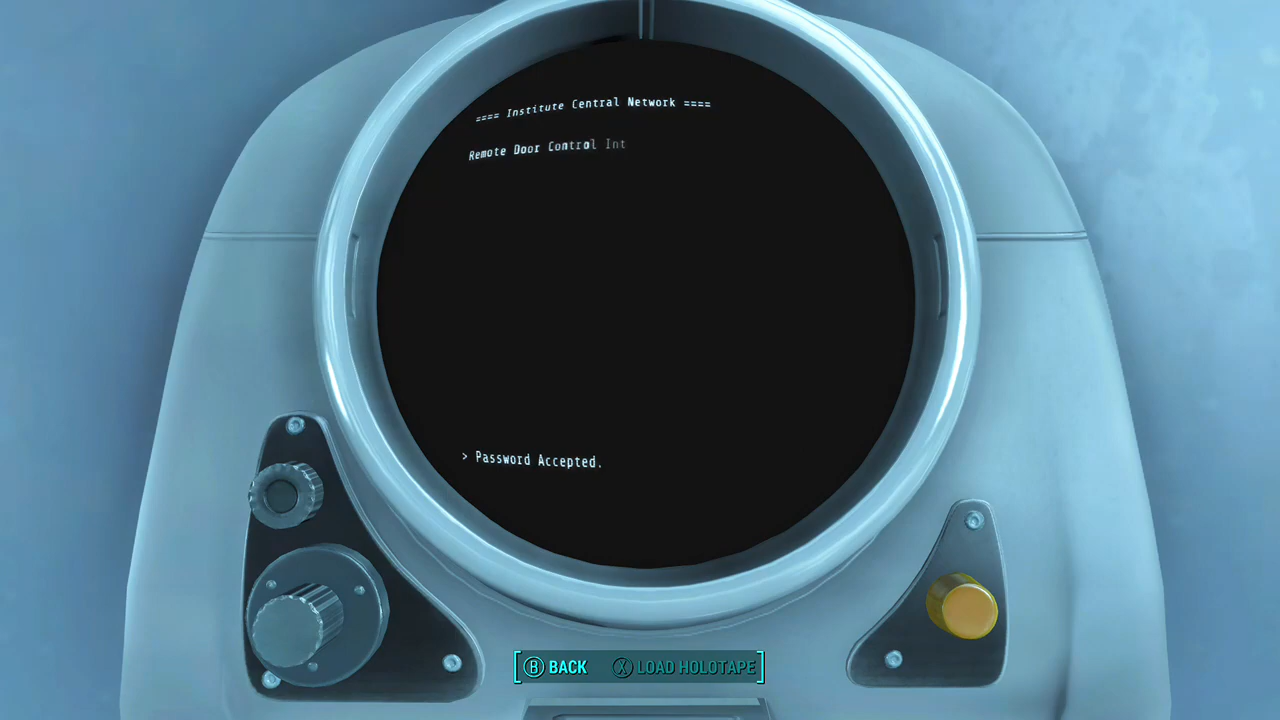 ==== Institute Central Network ====
Remote Door Control Int
> Password Accepted.
B BACK X LOAD HOLOTAPE